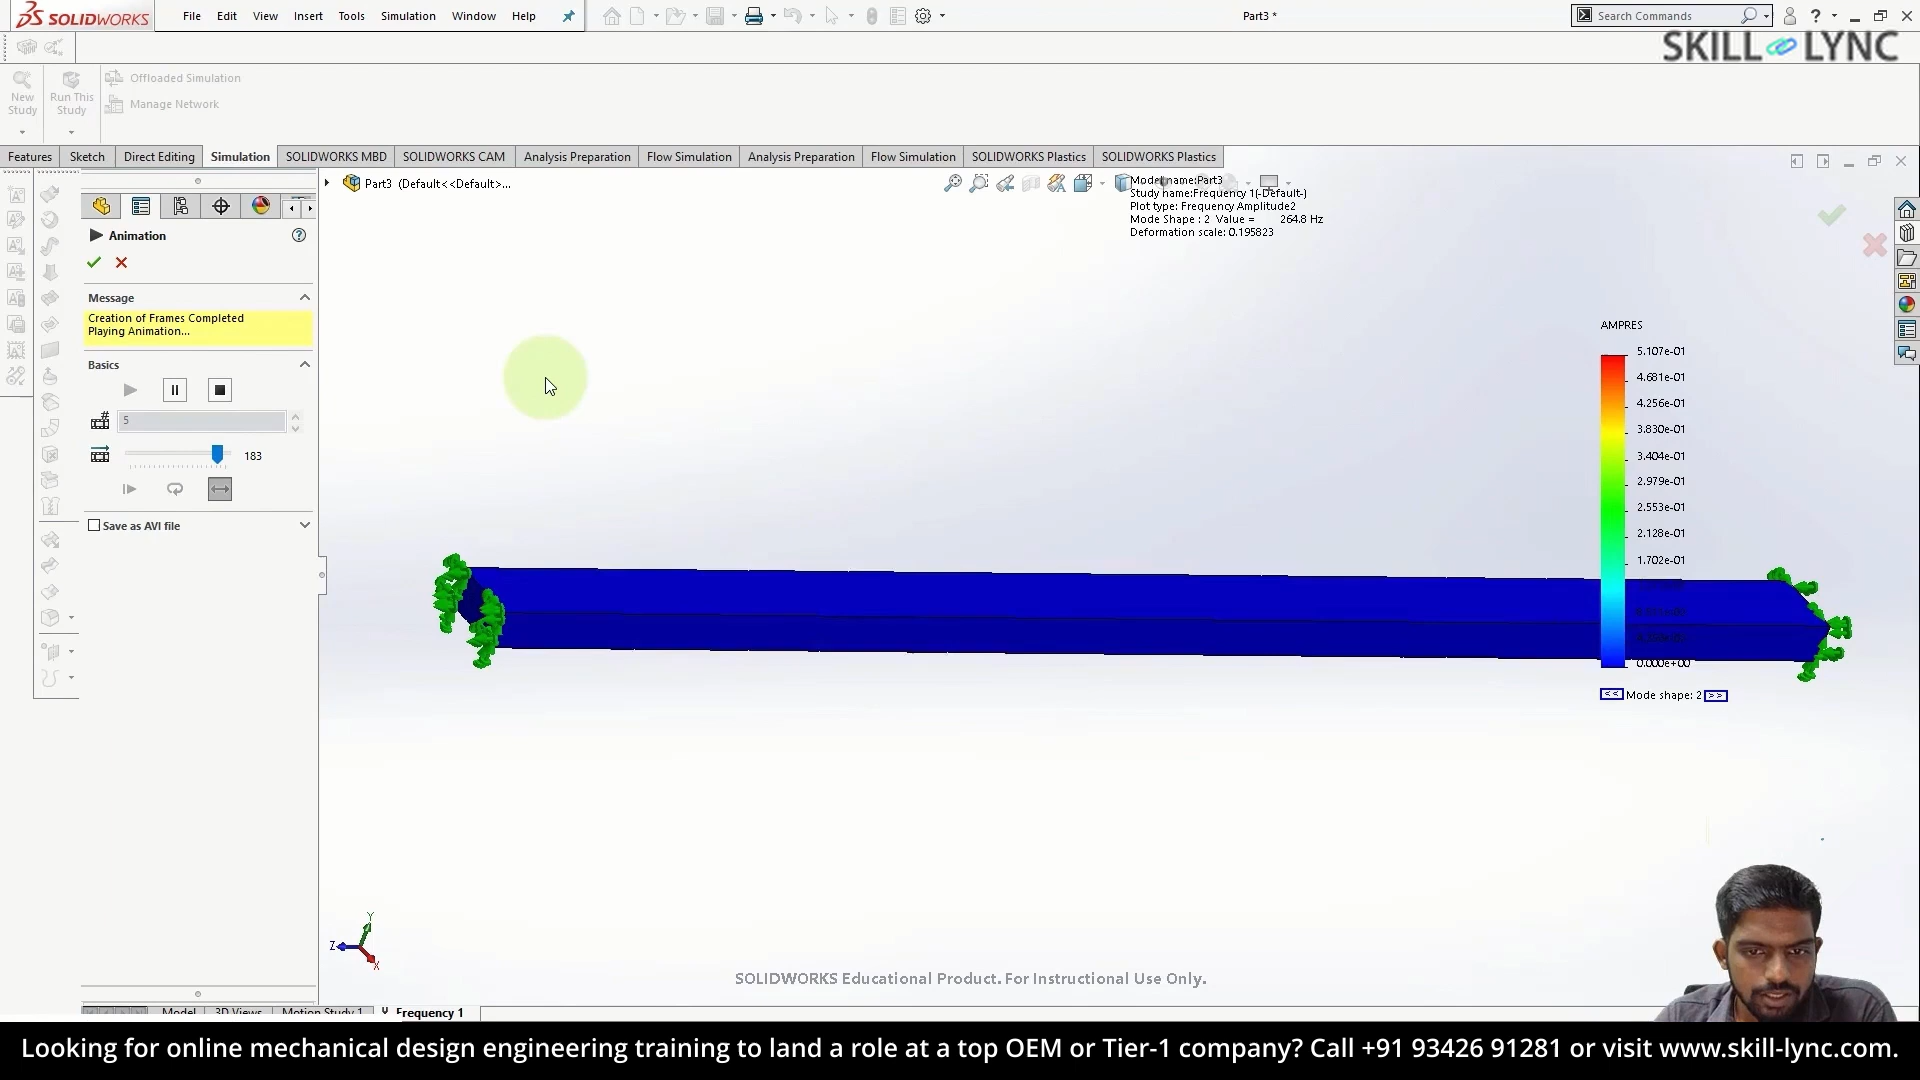 SOLIDWORKS
File Edit View Insert Tools Simulation Window Help
Part3 *
Search Commands
SKILL LYNC
New Study
Run This Study
Offloaded Simulation
Manage Network
Features Sketch Direct Editing Simulation SOLIDWORKS MBD SOLIDWORKS CAM Analysis Preparation Flow Simulation Analysis Preparation Flow Simulation SOLIDWORKS Plastics SOLIDWORKS Plastics
Part3 (Default<<Default>...
Model name:Part3
Study name:Frequency 1(-Default-)
Plot type: Frequency Amplitude2
Mode Shape : 2 Value = 264.8 Hz
Deformation scale: 0.195823
Animation
Message
Creation of Frames Completed
Playing Animation...
Basics
5
183
Save as AVI file
AMPRES
5.107e-01
4.681e-01
4.256e-01
3.830e-01
3.404e-01
2.979e-01
2.553e-01
2.128e-01
1.702e-01
0.000e+00
<< Mode shape: 2 >>
Y
Z
X
SOLIDWORKS Educational Product. For Instructional Use Only.
Model 3D Views Motion Study 1 Frequency 1
Looking for online mechanical design engineering training to land a role at a top OEM or Tier-1 company? Call +91 93426 91281 or visit www.skill-lync.com.